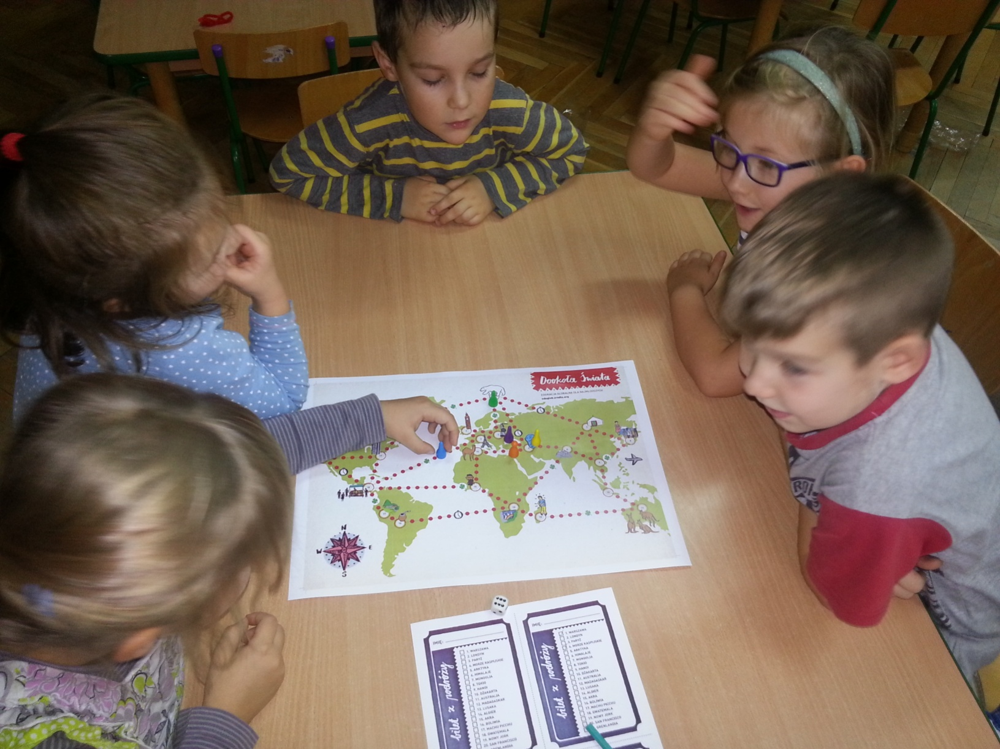 Dookoła Świata
EDUKACJA GLOBALNA DLA NAJMŁODSZYCH
N
W
E
S
IMIĘ:
bilet z podróży
1. WARSZAWA
2. LONDYN
3. PARYŻ
4. MORZE KASPIJSKIE
5. ARKTYKA
6. HIMALAJE
7. MONGOLIA
8. TOKIO
9. HANOI
10. DŻAKARTA
11. AUSTRALIA
12. MADAGASKAR
13. LUSAKA
14. ALGIER
15. AKRA
16. BOLIWIA
17. MACHU PICCHU
18. GWATEMALA
19. NOWY JORK
20. SAN FRANCISCO
GRENLANDIA
IMIĘ:
bilet z podróży
1. WARSZAWA
2. LONDYN
3. PARYŻ
4. MORZE KASPIJSKIE
5. ARKTYKA
6. HIMALAJE
7. MONGOLIA
8. TOKIO
9. HANOI
10. DŻAKARTA
11. AUSTRALIA
12. MADAGASKAR
13. LUSAKA
14. ALGIER
15. AKRA
16. BOLIWIA
17. MACHU PICCHU
18. GWATEMALA
19. NOWY JORK
20. SAN FRANCISCO
GRENLANDIA